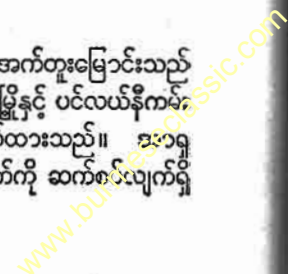 အက်တူးမြောင်းသည်
မြို့နှင့် ပင်လယ်နီကမ်း
ထားသည်။
ကို ဆက်စပ်လျက်ရှိ
www.burmeseclassic.com